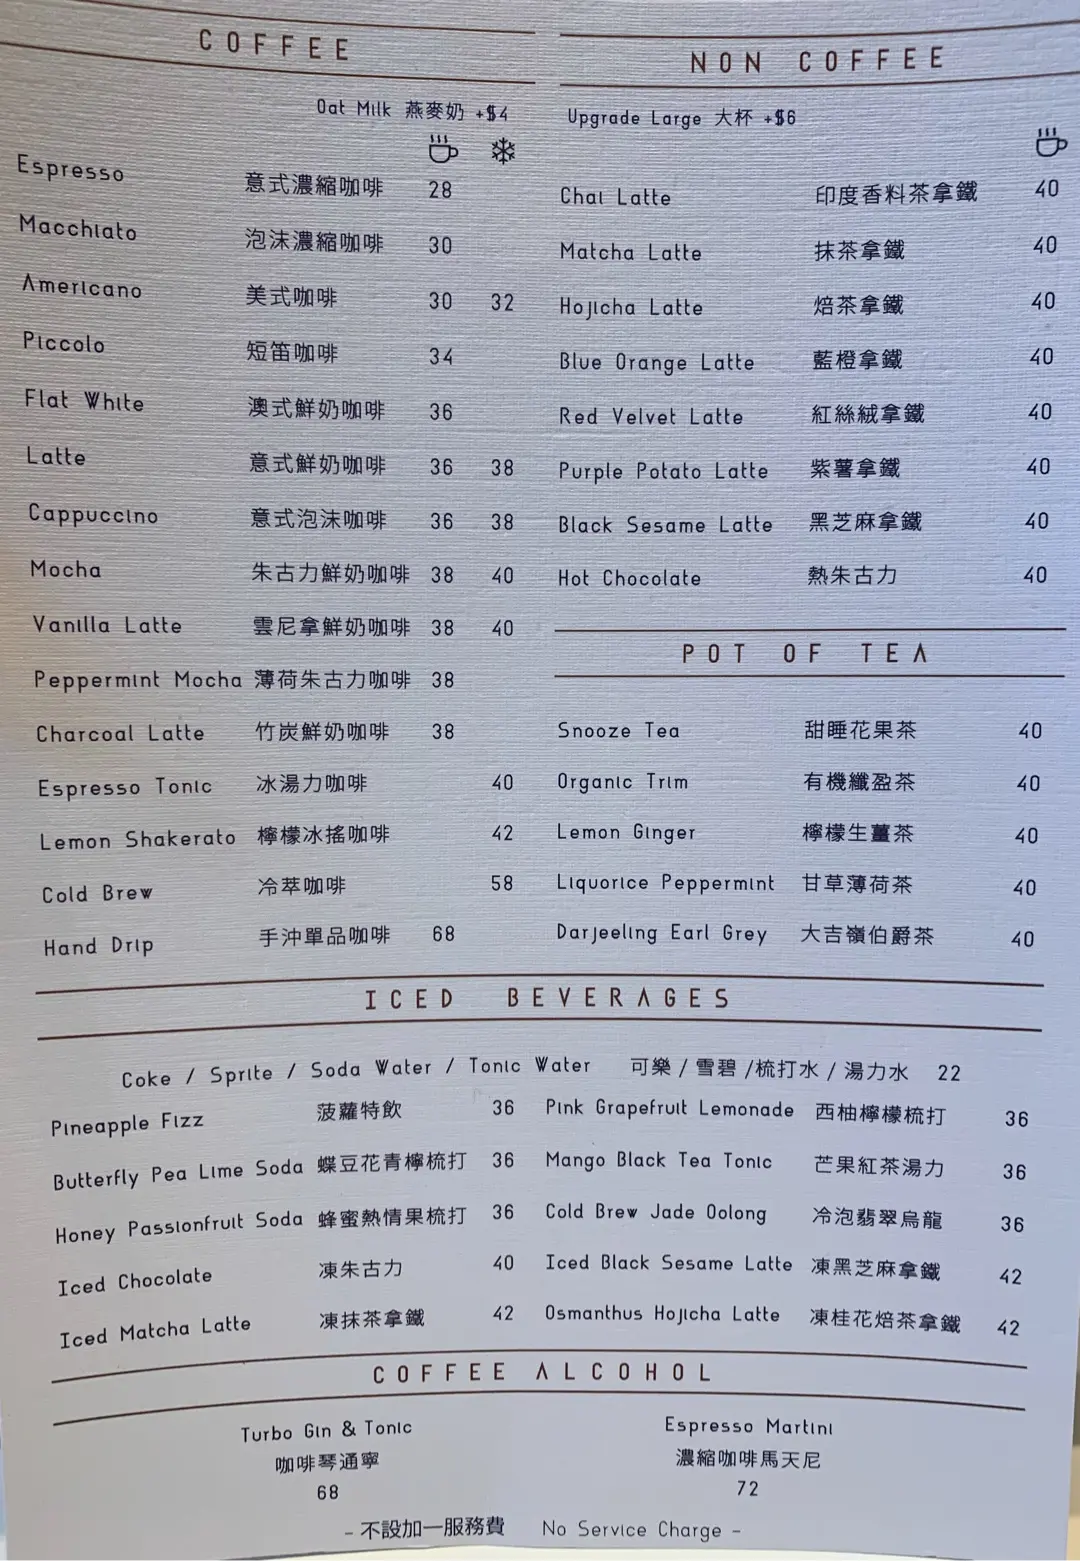 COFFEE
Oat Milk 燕麥奶 +$4
Espresso 意式濃縮咖啡 28
Macchiato 泡沫濃縮咖啡 30
Americano 美式咖啡 30 32
Piccolo 短笛咖啡 34
Flat White 澳式鮮奶咖啡 36
Latte 意式鮮奶咖啡 36 38
Cappuccino 意式泡沫咖啡 36 38
Mocha 朱古力鮮奶咖啡 38 40
Vanilla Latte 雲尼拿鮮奶咖啡 38 40
Peppermint Mocha 薄荷朱古力咖啡 38
Charcoal Latte 竹炭鮮奶咖啡 38
Espresso Tonic 冰湯力咖啡 40
Lemon Shakerato 檸檬冰搖咖啡 42
Cold Brew 冷萃咖啡 58
Hand Drip 手沖單品咖啡 68
NON COFFEE
Upgrade Large 大杯 +$6
Chai Latte 印度香料茶拿鐵 40
Matcha Latte 抹茶拿鐵 40
Hojicha Latte 焙茶拿鐵 40
Blue Orange Latte 藍橙拿鐵 40
Red Velvet Latte 紅絲絨拿鐵 40
Purple Potato Latte 紫薯拿鐵 40
Black Sesame Latte 黑芝麻拿鐵 40
Hot Chocolate 熱朱古力 40
POT OF TEA
Snooze Tea 甜睡花果茶 40
Organic Trim 有機纖盈茶 40
Lemon Ginger 檸檬生薑茶 40
Liquorice Peppermint 甘草薄荷茶 40
Darjeeling Earl Grey 大吉嶺伯爵茶 40
ICED BEVERAGES
Coke / Sprite / Soda Water / Tonic Water 可樂 / 雪碧 /梳打水 / 湯力水 22
Pineapple Fizz 菠蘿特飲 36
Butterfly Pea Lime Soda 蝶豆花青檸梳打 36
Honey Passionfruit Soda 蜂蜜熱情果梳打 36
Iced Chocolate 凍朱古力 40
Iced Matcha Latte 凍抹茶拿鐵 42
Pink Grapefruit Lemonade 西柚檸檬梳打 36
Mango Black Tea Tonic 芒果紅茶湯力 36
Cold Brew Jade Oolong 冷泡翡翠烏龍 36
Iced Black Sesame Latte 凍黑芝麻拿鐵 42
Osmanthus Hojicha Latte 凍桂花焙茶拿鐵 42
COFFEE ALCOHOL
Turbo Gin & Tonic
咖啡琴通寧
68
Espresso Martini
濃縮咖啡馬天尼
72
- 不設加一服務費 No Service Charge -